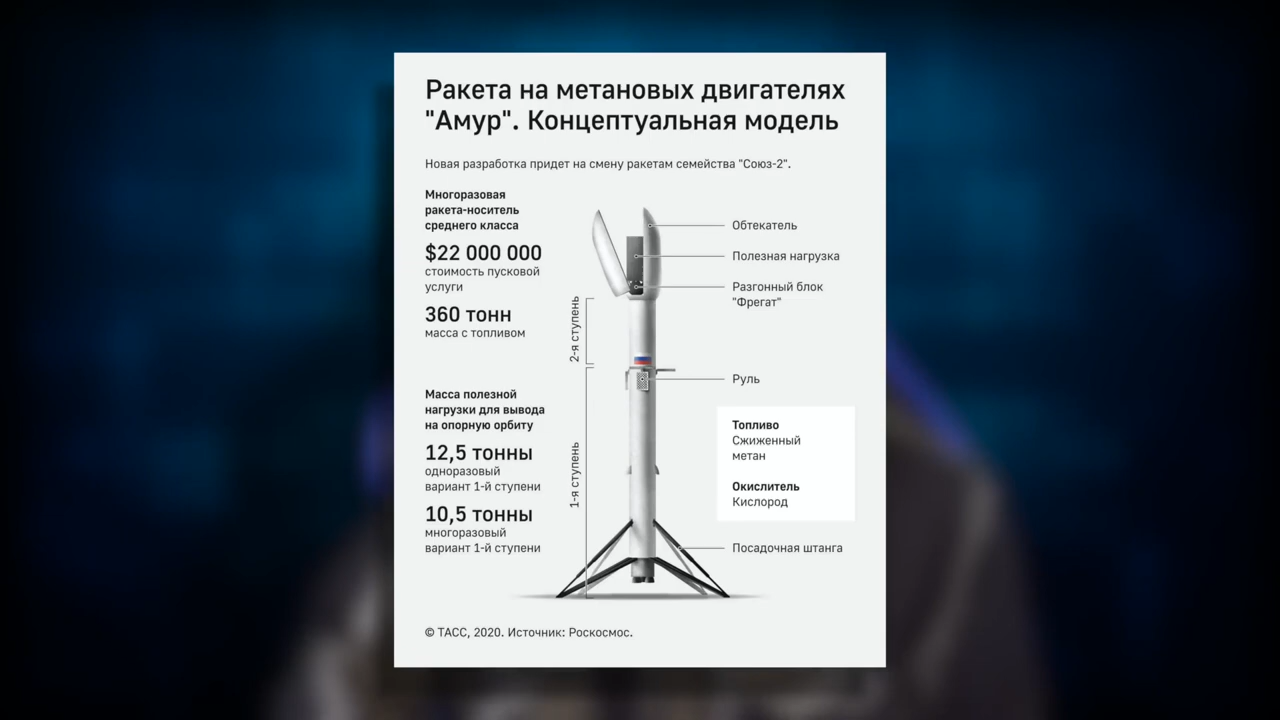 Ракета на метановых двигателях
"Амур". Концептуальная модель
Новая разработка придет на смену ракетам семейства "Союз-2".
Многоразовая
ракета-носитель
среднего класса
$22 000 000
стоимость пусковой
услуги
360 тонн
масса с топливом
Масса полезной
нагрузки для вывода
на опорную орбиту
12,5 тонны
одноразовый
вариант 1-й ступени
10,5 тонны
многоразовый
вариант 1-й ступени
2-я ступень
1-я ступень
Обтекатель
Полезная нагрузка
Разгонный блок
"Фрегат"
Руль
Топливо
Сжиженный
метан
Окислитель
Кислород
Посадочная штанга
© ТАСС, 2020. Источник: Роскосмос.